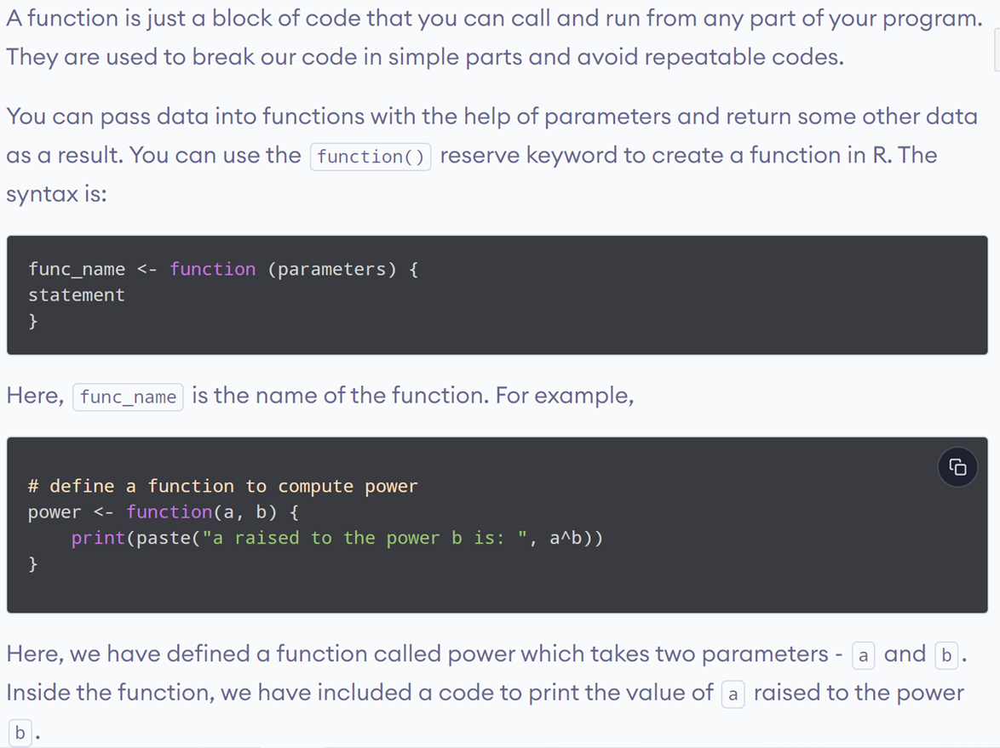 A function is just a block of code that you can call and run from any part of your program.
They are used to break our code in simple parts and avoid repeatable codes.
You can pass data into functions with the help of parameters and return some other data
as a result. You can use the function() reserve keyword to create a function in R. The
syntax is:
func_name <- function (parameters) {
statement
}
Here, func_name is the name of the function. For example,
# define a function to compute power
power <- function(a, b) {
    print(paste("a raised to the power b is: ", a^b))
}
Here, we have defined a function called power which takes two parameters - a and b.
Inside the function, we have included a code to print the value of a raised to the power
b.